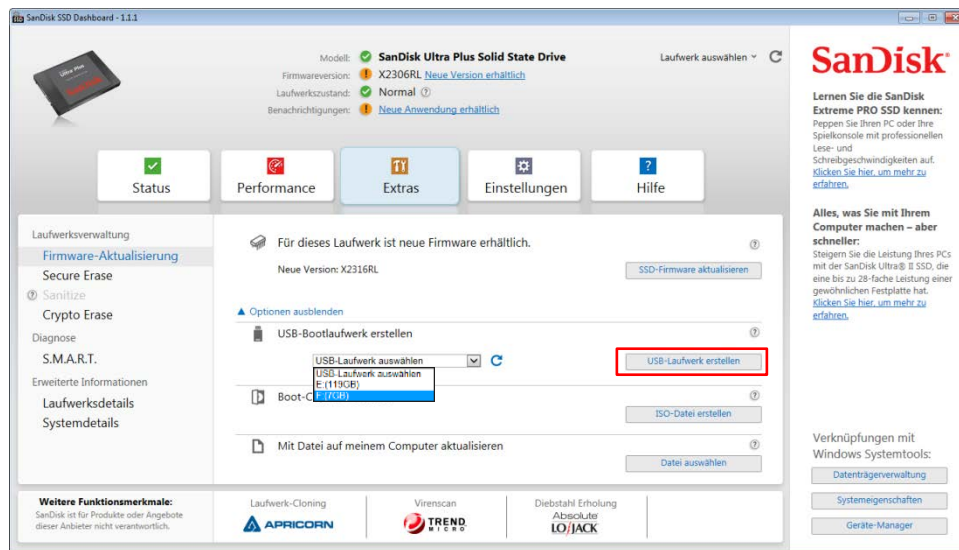 SanDisk SSD Dashboard - 1.1.1
Modell: SanDisk Ultra Plus Solid State Drive
Firmwareversion: X2306RL Neue Version erhältlich
Laufwerkszustand: Normal
Benachrichtigungen: Neue Anwendung erhältlich
Laufwerk auswählen
Ultra Plus
SanDisk
Status
Performance
Extras
Einstellungen
Hilfe
Laufwerksverwaltung
Firmware-Aktualisierung
Secure Erase
Sanitize
Crypto Erase
Diagnose
S.M.A.R.T.
Erweiterte Informationen
Laufwerksdetails
Systemdetails
Für dieses Laufwerk ist neue Firmware erhältlich.
Neue Version: X2316RL
SSD-Firmware aktualisieren
Optionen ausblenden
USB-Bootlaufwerk erstellen
USB-Laufwerk auswählen
USB-Laufwerk erstellen
USB-Laufwerk auswählen
E:(119GB)
F:(7GB)
Boot-C
ISO-Datei erstellen
Mit Datei auf meinem Computer aktualisieren
Datei auswählen
Weitere Funktionsmerkmale:
SanDisk ist für Produkte oder Angebote
dieser Anbieter nicht verantwortlich.
Laufwerk-Cloning
APRICORN
Virenscan
TREND
MICRO
Diebstahl Erholung
Absolute
LO/JACK
SanDisk
Lernen Sie die SanDisk
Extreme PRO SSD kennen:
Peppen Sie Ihren PC oder Ihre
Spielkonsole mit professionellen
Lese- und
Schreibgeschwindigkeiten auf.
Klicken Sie hier, um mehr zu
erfahren.
Alles, was Sie mit Ihrem
Computer machen – aber
schneller:
Steigern Sie die Leistung Ihres PCs
mit der SanDisk Ultra® II SSD, die
eine bis zu 28-fache Leistung einer
gewöhnlichen Festplatte hat.
Klicken Sie hier, um mehr zu
erfahren.
Verknüpfungen mit
Windows Systemtools:
Datenträgerverwaltung
Systemeigenschaften
Geräte-Manager